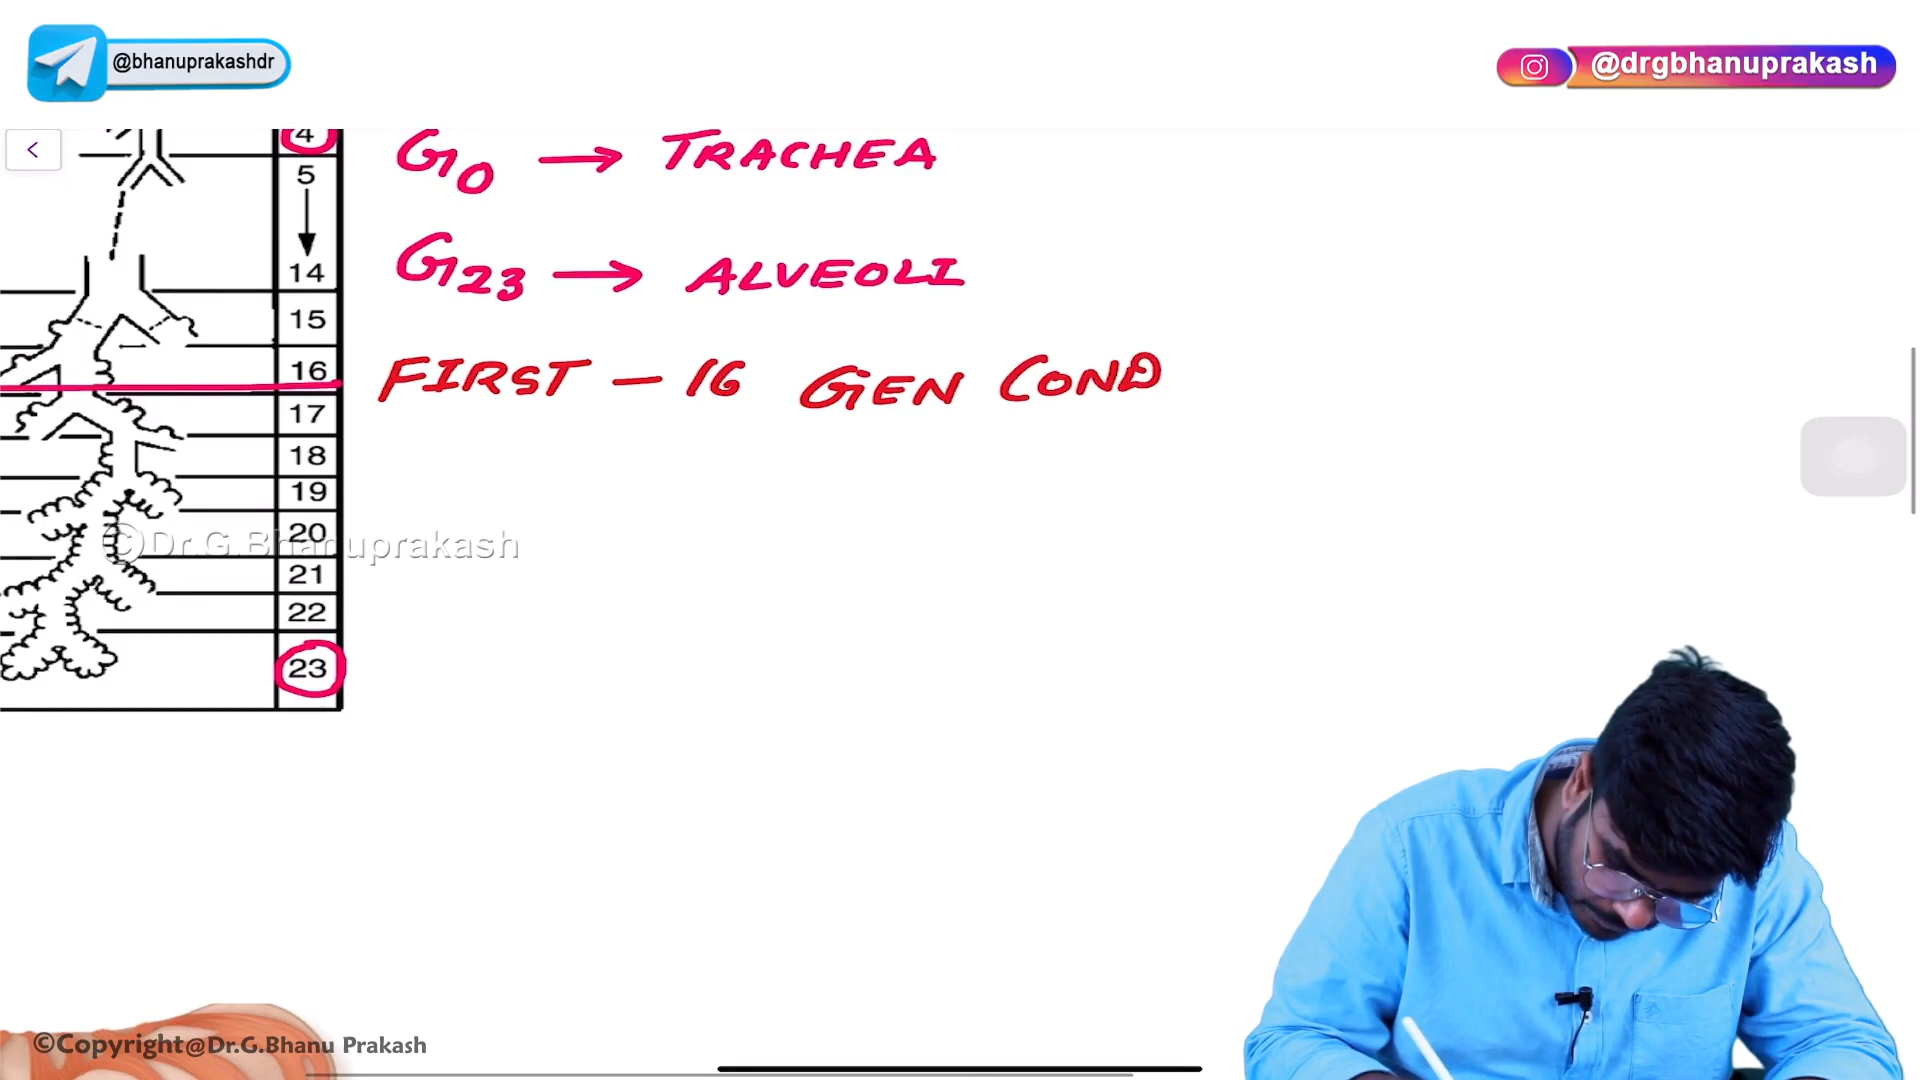 @bhanuprakashdr
@drgbhanuprakash
<
4
5
14
15
16
17
18
19
20
21
22
23
G0 → TRACHEA
G23 → ALVEOLI
FIRST - 16 GEN COND
©Dr.G.Bhanuprakash
©Copyright@Dr.G.Bhanu Prakash